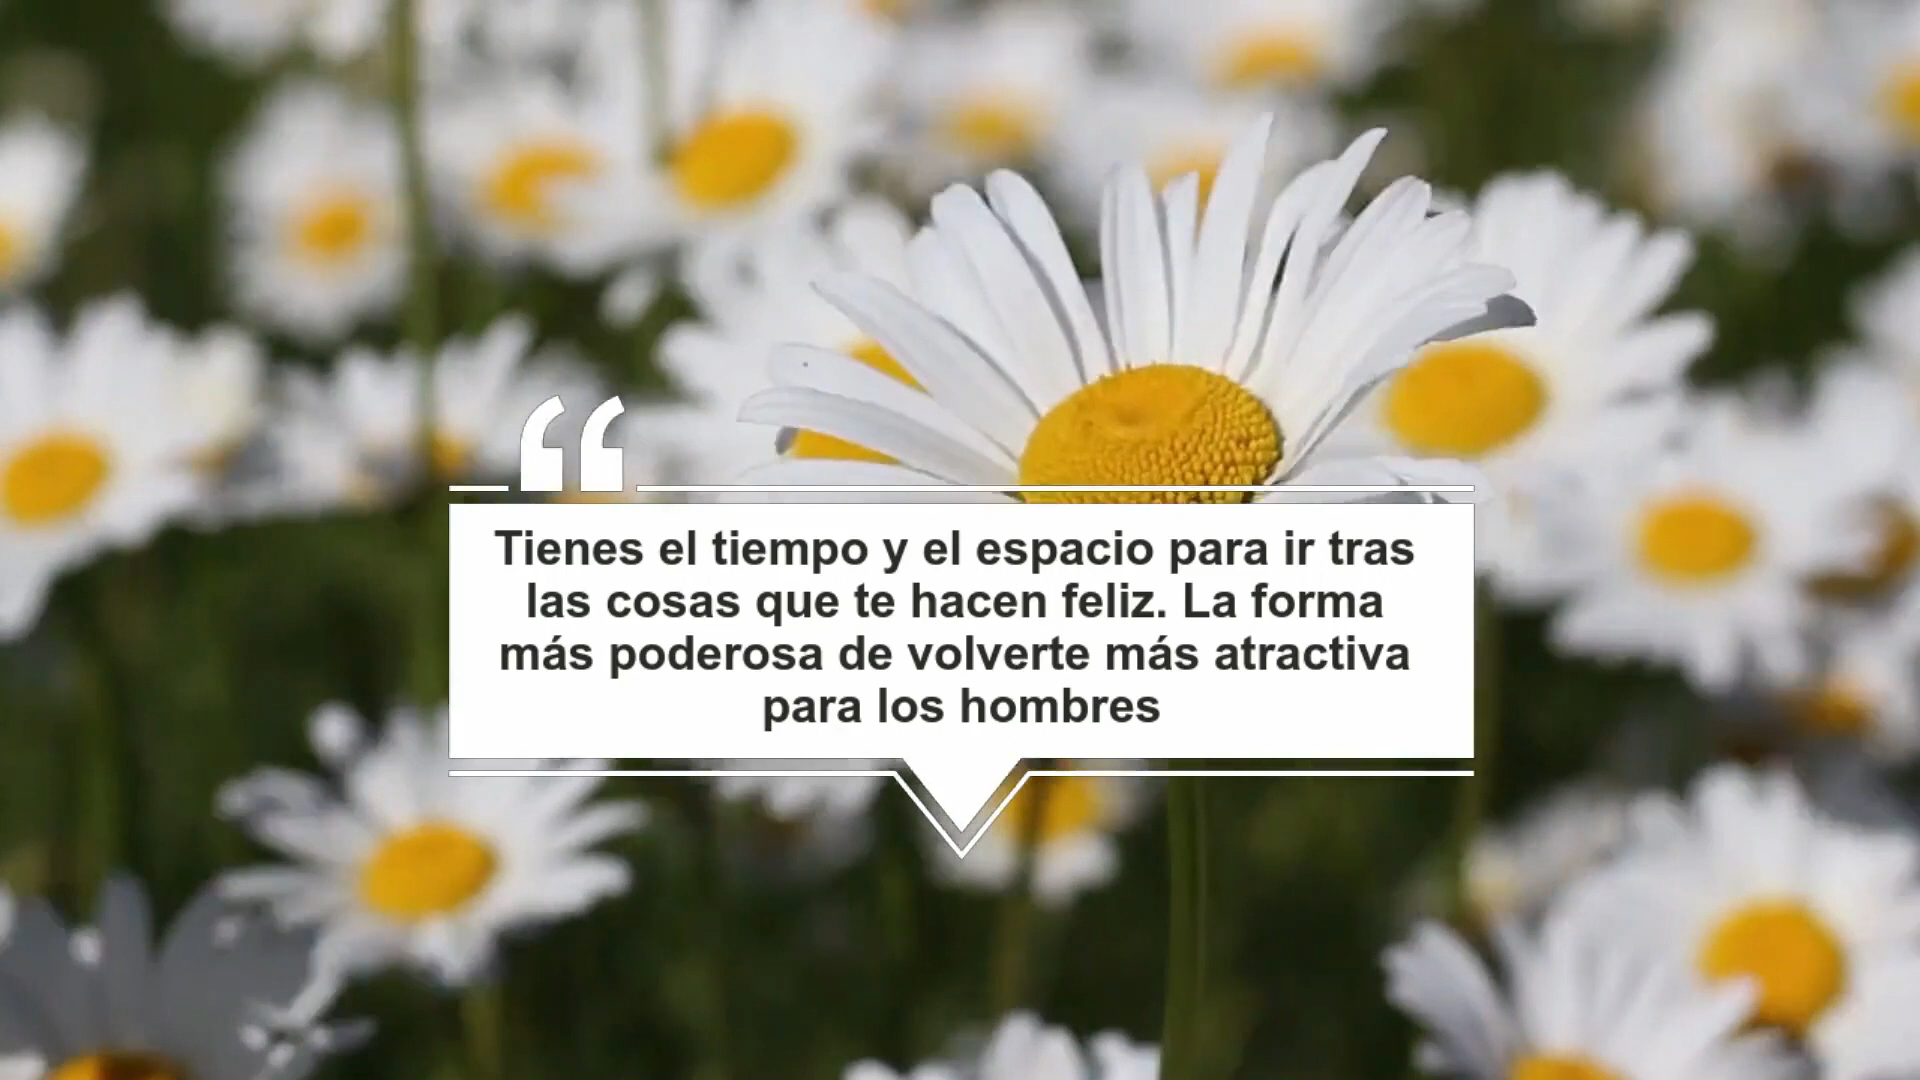 Tienes el tiempo y el espacio para ir tras
las cosas que te hacen feliz. La forma
más poderosa de volverte más atractiva
para los hombres